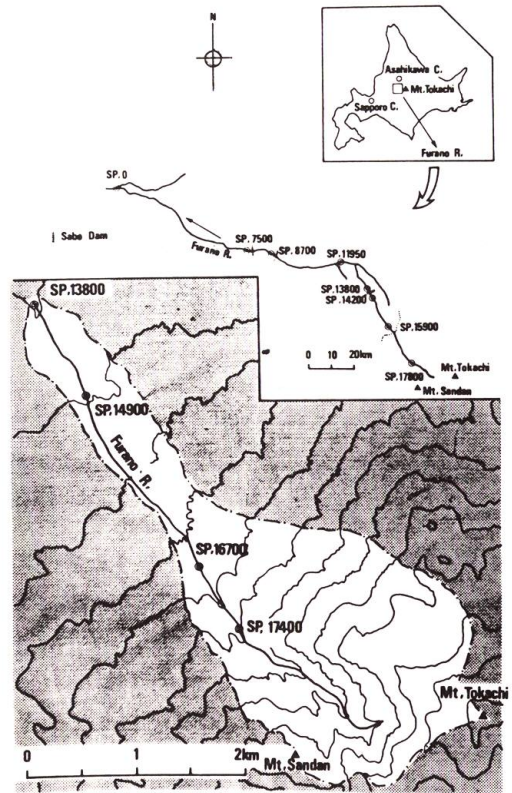 N
Asahikawa C.
Mt.Tokachi
Sapporo C.
Furano R.
SP. 0
Sabo Dam
Furano R.
SP. 7500
SP. 8700
SP.11950
SP.13800
SP.14200
SP.15900
SP.17800
0 10 20km
Mt.Tokachi
Mt.Sandan
SP.13800
SP.14900
Furano R.
SP.16700
SP. 17400
Mt.Tokachi
Mt.Sandan
0 1 2km